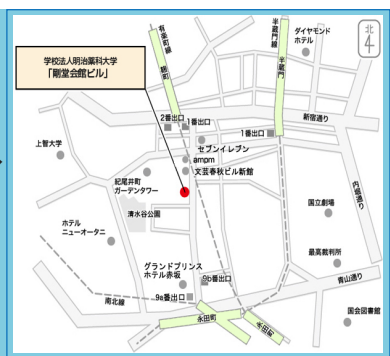 学校法人明治薬科大学
「剛堂会館ビル」
有楽町線
麹町
半蔵門線
半蔵門
ダイヤモンド
ホテル
北
4
2番出口
1番出口
1番出口
新宿通り
上智大学
セブンイレブン
ampm
文芸春秋ビル新館
紀尾井町
ガーデンタワー
清水谷公園
内堀通り
国立劇場
ホテル
ニューオータニ
最高裁判所
グランドプリンス
ホテル赤坂
9b番出口
青山通り
南北線
9a番出口
永田町
永田町
国会図書館